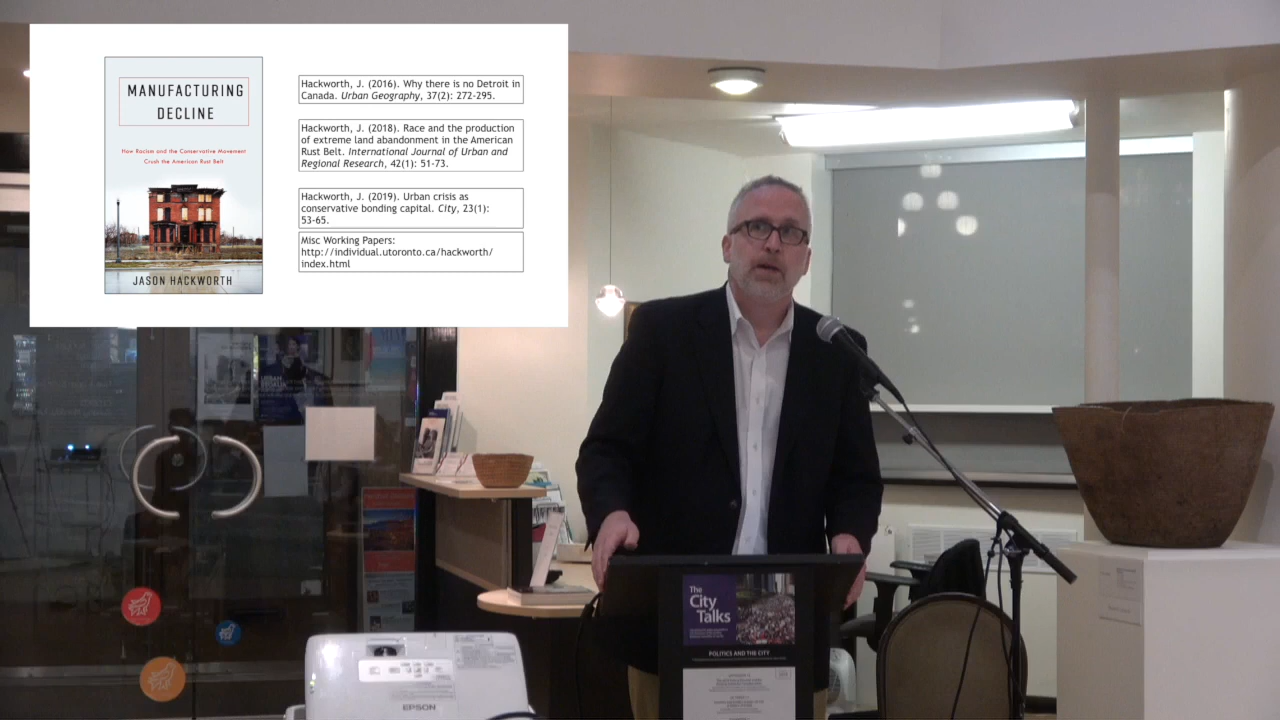 MANUFACTURING
DECLINE
How Racism and the Conservative Movement
Crush the American Rust Belt
JASON HACKWORTH
Hackworth, J. (2016). Why there is no Detroit in
Canada. Urban Geography, 37(2): 272-295.
Hackworth, J. (2018). Race and the production
of extreme land abandonment in the American
Rust Belt. International Journal of Urban and
Regional Research, 42(1): 51-73.
Hackworth, J. (2019). Urban crisis as
conservative bonding capital. City, 23(1):
53-65.
Misc Working Papers:
http://individual.utoronto.ca/hackworth/
index.html
The
City
Talks
POLITICS AND THE CITY
EPSON